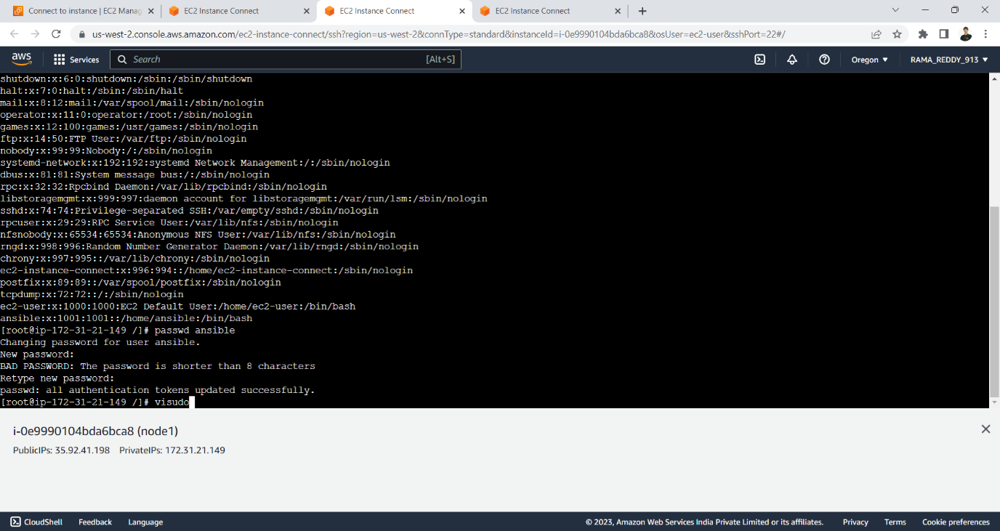 Connect to instance | EC2 Manag
EC2 Instance Connect
EC2 Instance Connect
EC2 Instance Connect
us-west-2.console.aws.amazon.com/ec2-instance-connect/ssh?region=us-west-2&connType=standard&instanceId=i-0e9990104bda6bca8&osUser=ec2-user&sshPort=22#/
aws
Services
Search
[Alt+S]
Oregon
RAMA_REDDY_913
shutdown:x:6:0:shutdown:/sbin:/sbin/shutdown
halt:x:7:0:halt:/sbin:/sbin/halt
mail:x:8:12:mail:/var/spool/mail:/sbin/nologin
operator:x:11:0:operator:/root:/sbin/nologin
games:x:12:100:games:/usr/games:/sbin/nologin
ftp:x:14:50:FTP User:/var/ftp:/sbin/nologin
nobody:x:99:99:Nobody:/:/sbin/nologin
systemd-network:x:192:192:systemd Network Management:/:/sbin/nologin
dbus:x:81:81:System message bus:/:/sbin/nologin
rpc:x:32:32:Rpcbind Daemon:/var/lib/rpcbind:/sbin/nologin
libstoragemgmt:x:999:997:daemon account for libstoragemgmt:/var/run/lsm:/sbin/nologin
sshd:x:74:74:Privilege-separated SSH:/var/empty/sshd:/sbin/nologin
rpcuser:x:29:29:RPC Service User:/var/lib/nfs:/sbin/nologin
nfsnobody:x:65534:65534:Anonymous NFS User:/var/lib/nfs:/sbin/nologin
rngd:x:998:996:Random Number Generator Daemon:/var/lib/rngd:/sbin/nologin
chrony:x:997:995::/var/lib/chrony:/sbin/nologin
ec2-instance-connect:x:996:994::/home/ec2-instance-connect:/sbin/nologin
postfix:x:89:89::/var/spool/postfix:/sbin/nologin
tcpdump:x:72:72::/:/sbin/nologin
ec2-user:x:1000:1000:EC2 Default User:/home/ec2-user:/bin/bash
ansible:x:1001:1001::/home/ansible:/bin/bash
[root@ip-172-31-21-149 /]# passwd ansible
Changing password for user ansible.
New password:
BAD PASSWORD: The password is shorter than 8 characters
Retype new password:
passwd: all authentication tokens updated successfully.
[root@ip-172-31-21-149 /]# visudo
i-0e9990104bda6bca8 (node1)
PublicIPs: 35.92.41.198 PrivateIPs: 172.31.21.149
CloudShell Feedback Language © 2023, Amazon Web Services India Private Limited or its affiliates. Privacy Terms Cookie preferences